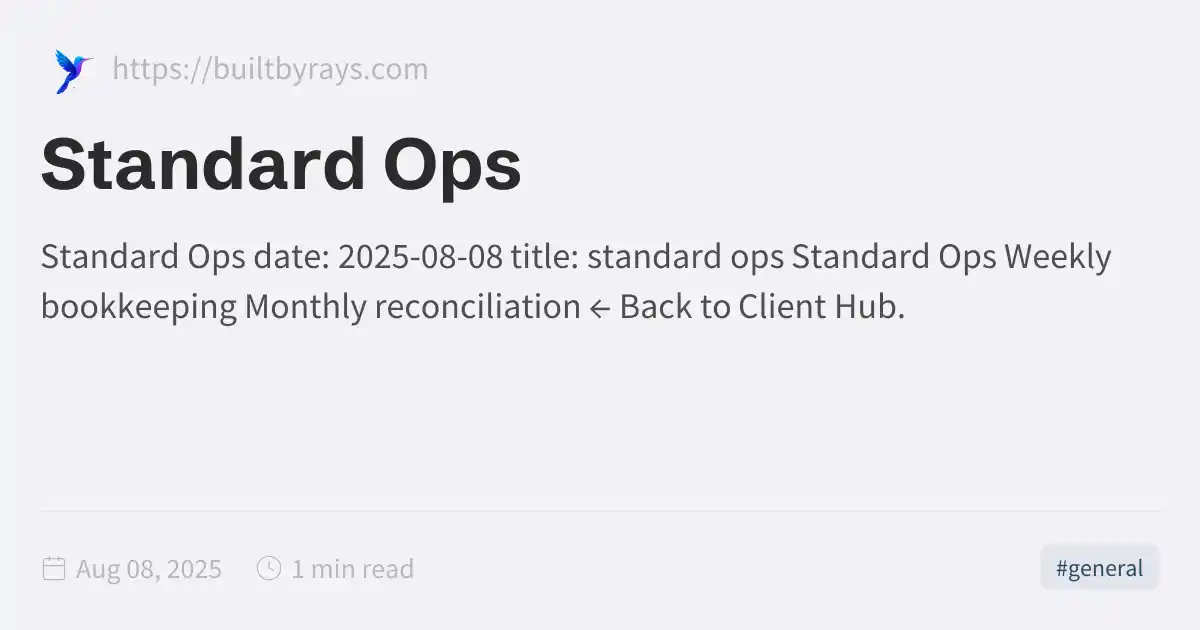 https://builtbyrays.com
Standard Ops
Standard Ops date: 2025-08-08 title: standard ops Standard Ops Weekly
bookkeeping Monthly reconciliation ← Back to Client Hub.
Aug 08, 2025
1 min read
#general